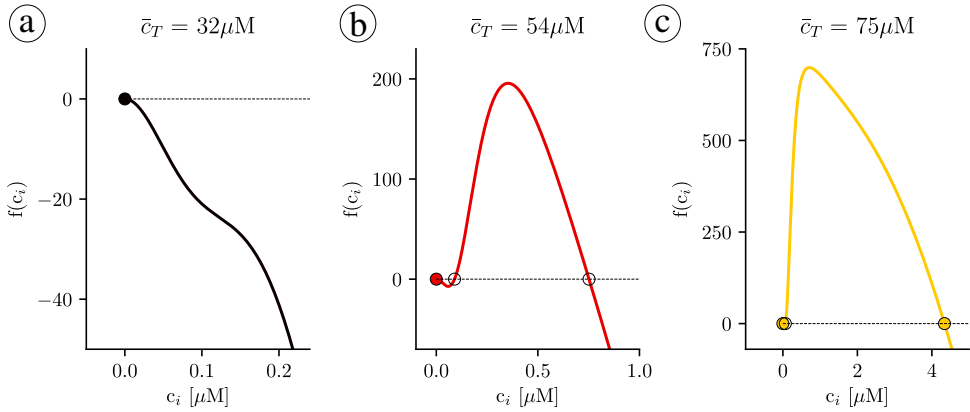 a
c̄_T = 32μM
0
−20
−40
f(c_i)
0.0
0.2
c_i [μM]
b
c̄_T = 54μM
200
100
0
f(c_i)
0.0
0.5
1.0
c_i [μM]
c
c̄_T = 75μM
750
500
250
0
f(c_i)
0
2
4
c_i [μM]